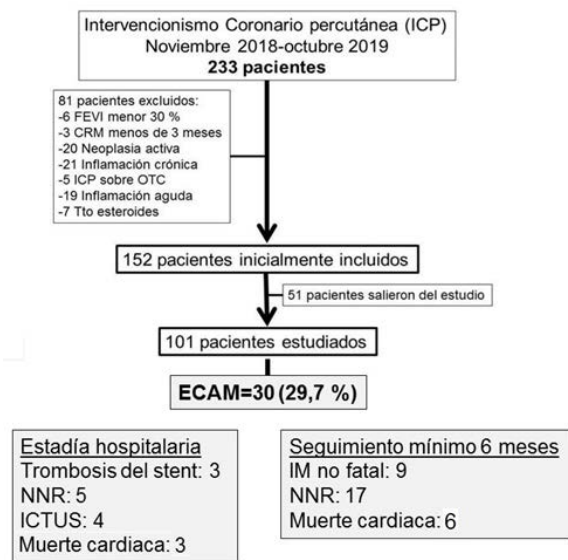 Intervencionismo Coronario percutánea (ICP)
Noviembre 2018-octubre 2019
233 pacientes
81 pacientes excluidos:
-6 FEVI menor 30 %
-3 CRM menos de 3 meses
-20 Neoplasia activa
-21 Inflamación crónica
-5 ICP sobre OTC
-19 Inflamación aguda
-7 Tto esteroides
152 pacientes inicialmente incluidos
51 pacientes salieron del estudio
101 pacientes estudiados
ECAM=30 (29,7 %)
Estadía hospitalaria
Trombosis del stent: 3
NNR: 5
ICTUS: 4
Muerte cardiaca: 3
Seguimiento mínimo 6 meses
IM no fatal: 9
NNR: 17
Muerte cardiaca: 6